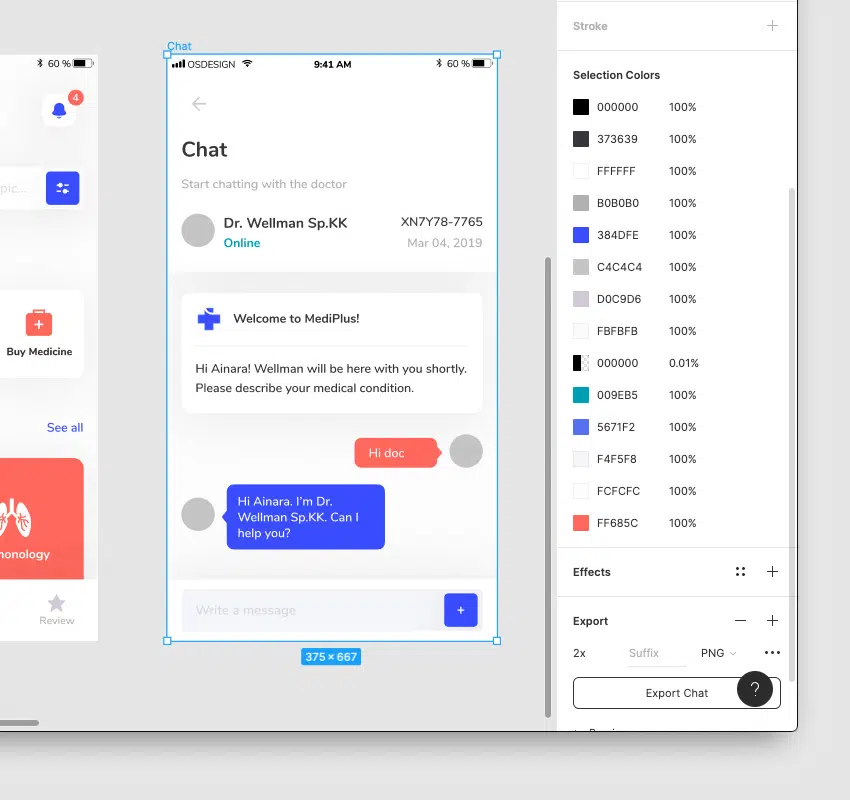 60 %
4
pic...
Buy Medicine
See all
monology
Review
Chat
OSDESIGN
9:41 AM
60 %
Chat
Start chatting with the doctor
Dr. Wellman Sp.KK
XN7Y78-7765
Online
Mar 04, 2019
Welcome to MediPlus!
Hi Ainara! Wellman will be here with you shortly.
Please describe your medical condition.
Hi doc
Hi Ainara. I'm Dr.
Wellman Sp.KK. Can I
help you?
Write a message
+
375 × 667
Stroke
Selection Colors
000000 100%
373639 100%
FFFFFF 100%
B0B0B0 100%
384DFE 100%
C4C4C4 100%
D0C9D6 100%
FBFBFB 100%
000000 0.01%
009EB5 100%
5671F2 100%
F4F5F8 100%
FCFCFC 100%
FF685C 100%
Effects
Export
2x
Suffix
PNG
Export Chat
?